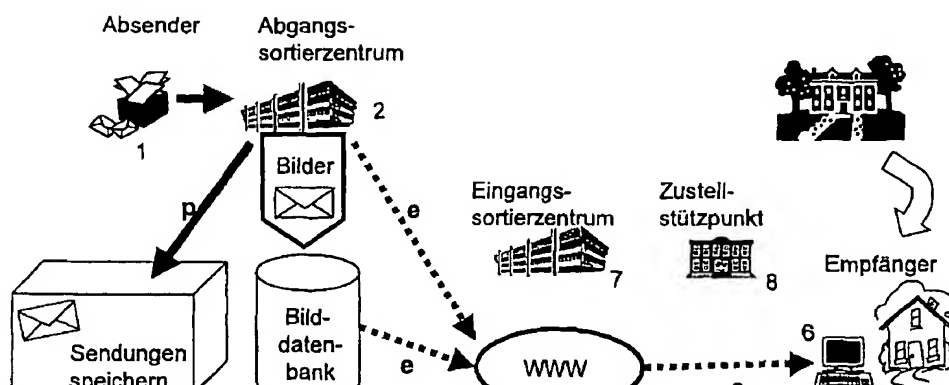 Absender
Abgangs-
sortierzentrum
1
2
Bilder
p
e
Eingangs-
sortierzentrum
7
Zustell-
stützpunkt
8
Empfänger
6
Sendungen
speichern
Bild-
daten-
bank
e
WWW